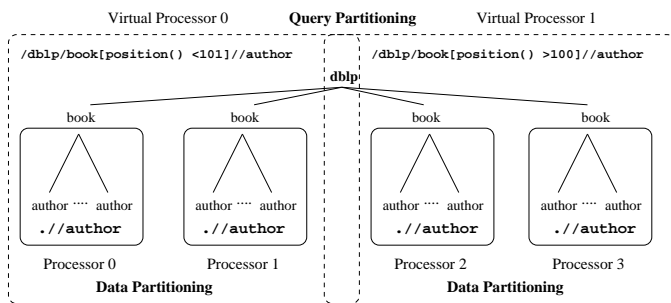 Virtual Processor 0 Query Partitioning Virtual Processor 1
/dblp/book[position() <101]//author /dblp/book[position() >100]//author
dblp
book book book book
author .... author author .... author author .... author author .... author
.//author .//author .//author .//author
Processor 0 Processor 1 Processor 2 Processor 3
Data Partitioning Data Partitioning